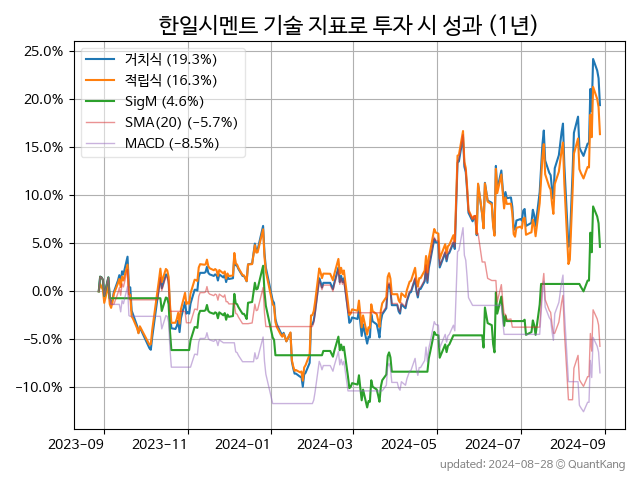 한일시멘트 기술 지표로 투자 시 성과 (1년)
25.0%
20.0%
15.0%
10.0%
5.0%
0.0%
−5.0%
−10.0%
거치식 (19.3%)
적립식 (16.3%)
SigM (4.6%)
SMA(20) (−5.7%)
MACD (−8.5%)
2023-09
2023-11
2024-01
2024-03
2024-05
2024-07
2024-09
updated: 2024-08-28 © QuantKang